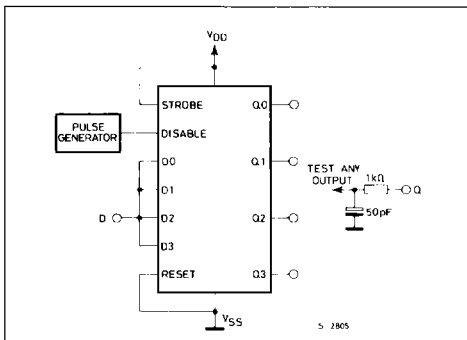 VDD
STROBE
PULSE
GENERATOR
DISABLE
D0
D1
D
D2
D3
RESET
Q0
Q1
Q2
Q3
TEST ANY
OUTPUT
1kΩ
Q
50pF
VSS
S 2805